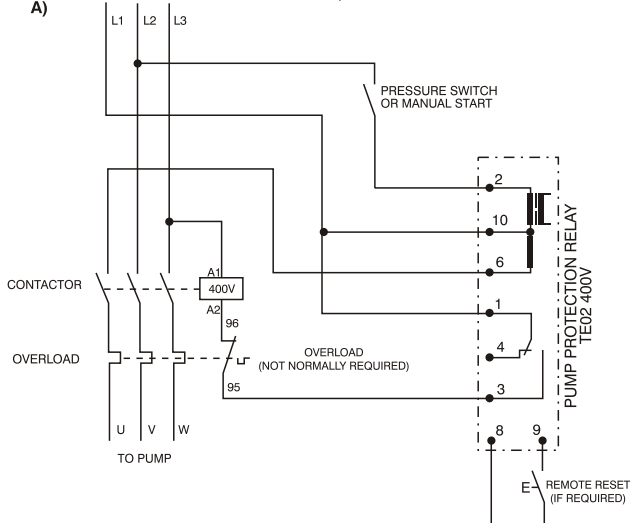 A)
L1 L2 L3
PRESSURE SWITCH
OR MANUAL START
2
10
6
CONTACTOR
A1
400V
A2
1
96
OVERLOAD
OVERLOAD
(NOT NORMALLY REQUIRED)
4
95
3
PUMP PROTECTION RELAY
TE02 400V
U V W
8 9
TO PUMP
E
REMOTE RESET
(IF REQUIRED)